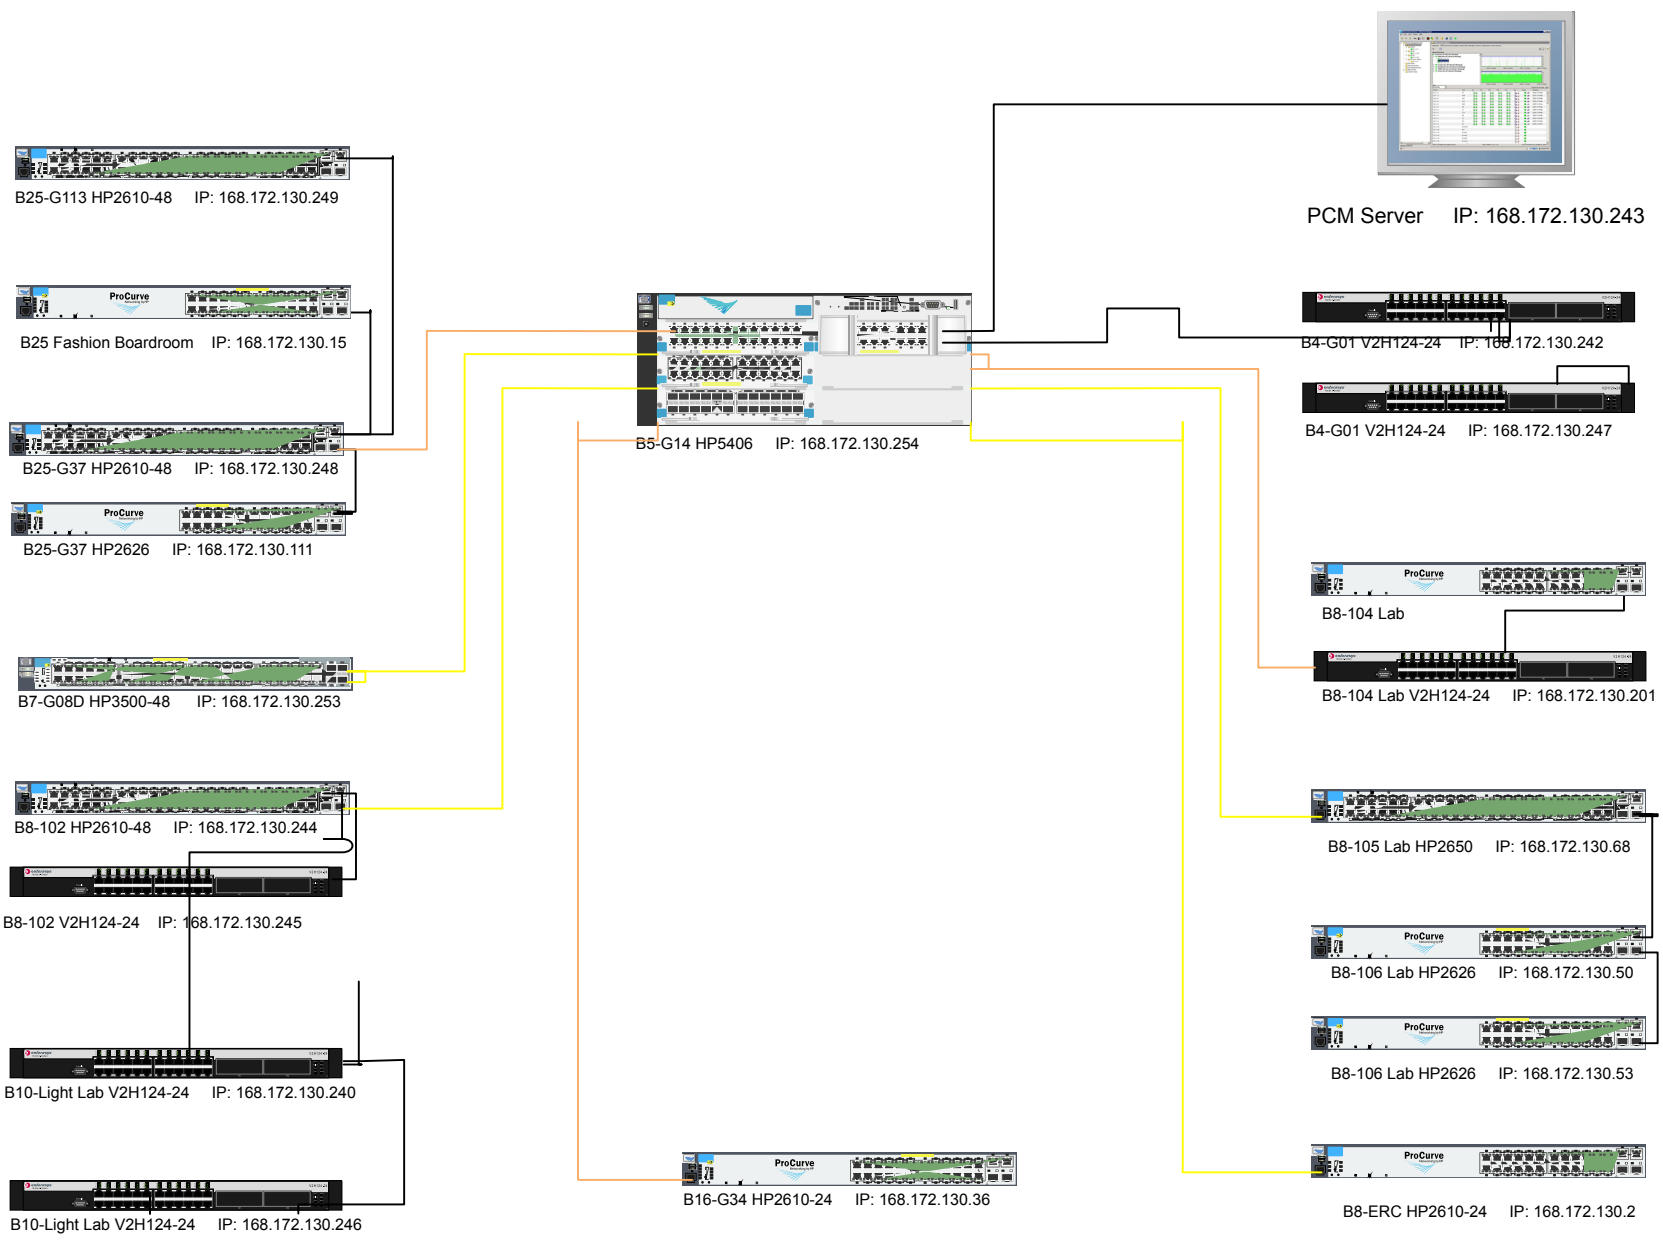 PCM Server IP: 168.172.130.243
B25-G113 HP2610-48 IP: 168.172.130.249
ProCurve
B25 Fashion Boardroom IP: 168.172.130.15
B25-G37 HP2610-48 IP: 168.172.130.248
ProCurve
B25-G37 HP2626 IP: 168.172.130.111
B7-G08D HP3500-48 IP: 168.172.130.253
B8-102 HP2610-48 IP: 168.172.130.244
B8-102 V2H124-24 IP: 168.172.130.245
B10-Light Lab V2H124-24 IP: 168.172.130.240
B10-Light Lab V2H124-24 IP: 168.172.130.246
B5-G14 HP5406 IP: 168.172.130.254
ProCurve
B16-G34 HP2610-24 IP: 168.172.130.36
B4-G01 V2H124-24 IP: 168.172.130.242
B4-G01 V2H124-24 IP: 168.172.130.247
ProCurve
B8-104 Lab
B8-104 Lab V2H124-24 IP: 168.172.130.201
B8-105 Lab HP2650 IP: 168.172.130.68
ProCurve
B8-106 Lab HP2626 IP: 168.172.130.50
ProCurve
B8-106 Lab HP2626 IP: 168.172.130.53
ProCurve
B8-ERC HP2610-24 IP: 168.172.130.2